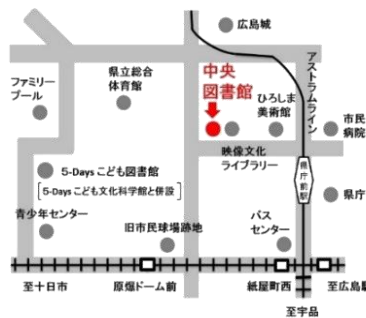 広島城
ファミリー
プール
県立総合
体育館
中央
図書館
ひろしま
美術館
アストラムライン
市民
病院
映像文化
ライブラリー
県庁前駅
5-Days こども図書館
[5-Daysこども文化科学館と併設]
県庁
青少年センター
旧市民球場跡地
バス
センター
至十日市
原爆ドーム前
紙屋町西
至広島駅
至宇品